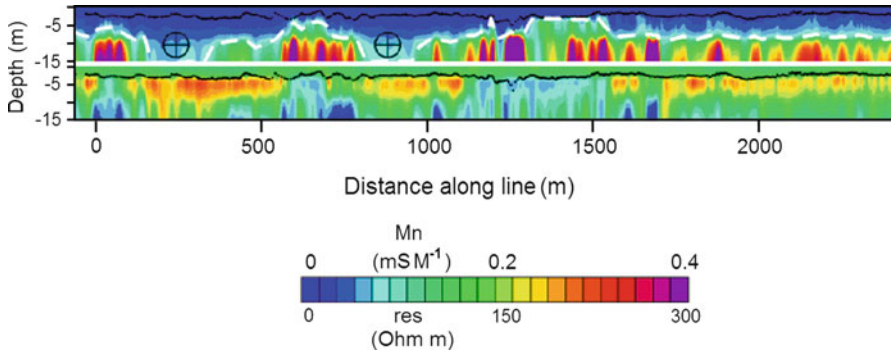 Depth (m)
-5
-15
-5
-15
0 500 1000 1500 2000
Distance along line (m)
Mn
0 (mS M⁻¹) 0.2 0.4
0 res 150 300
(Ohm m)